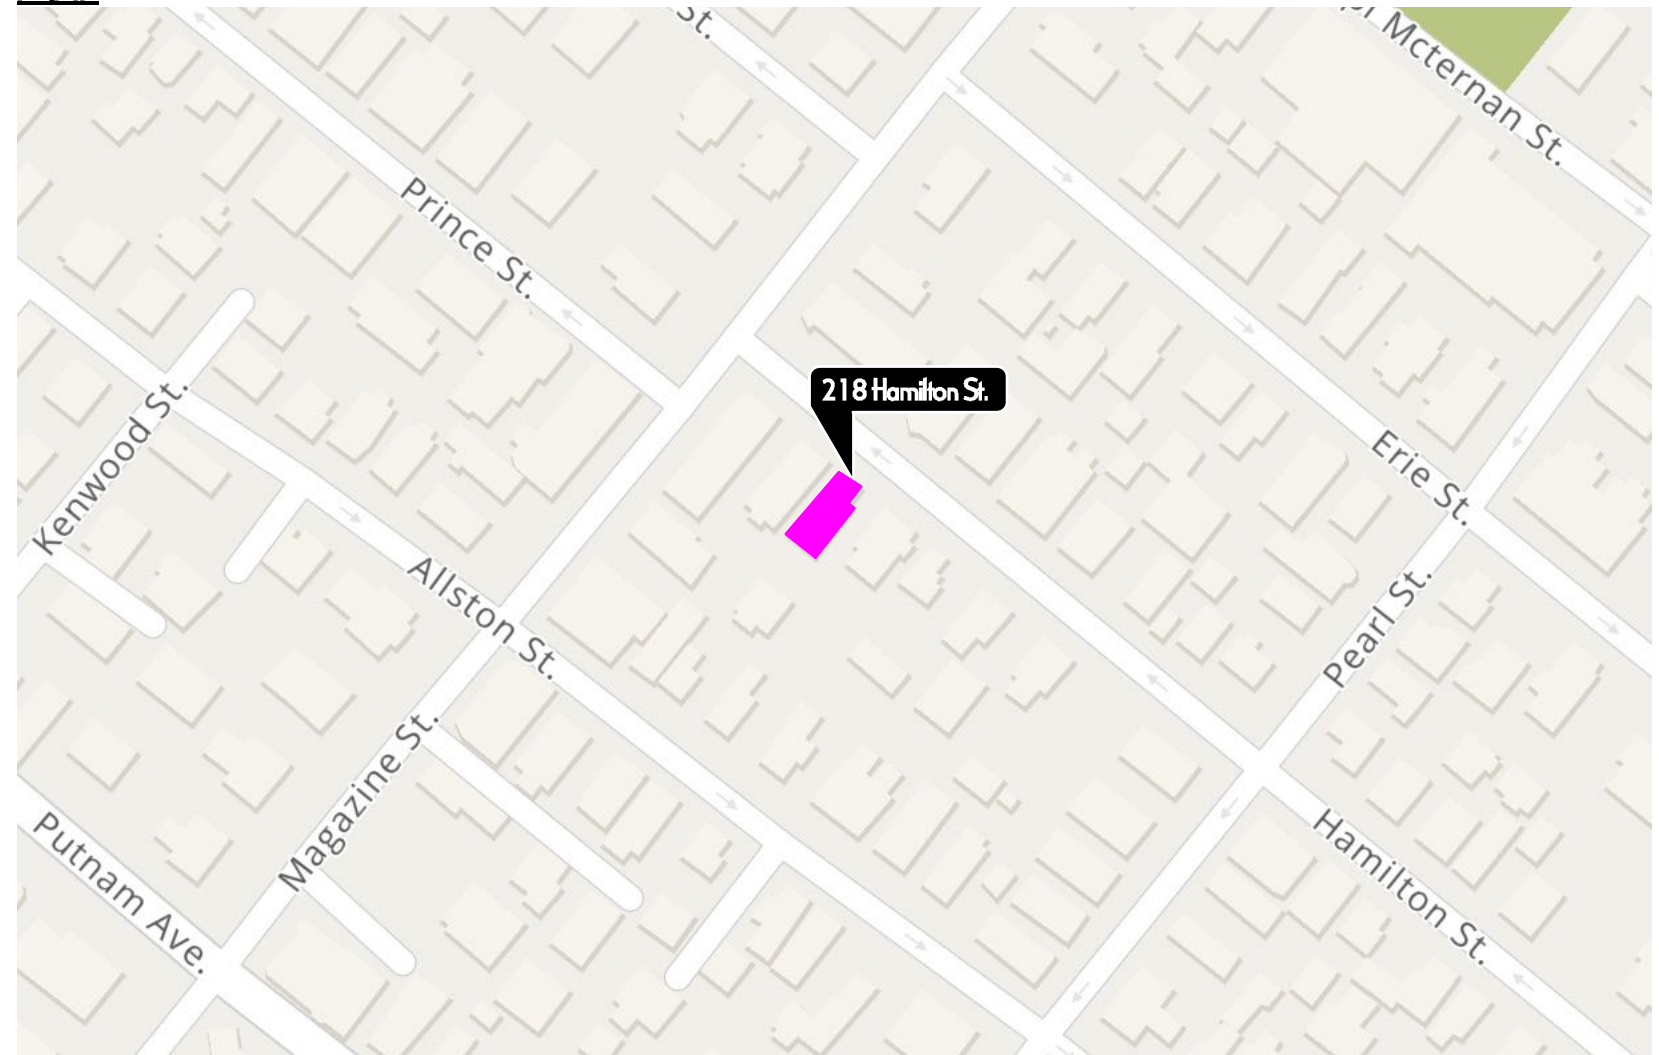 St.
Mcternan St.
Prince St.
218 Hamilton St.
Kenwood St.
Erie St.
Allston St.
Pearl St.
Magazine St.
Putnam Ave.
Hamilton St.